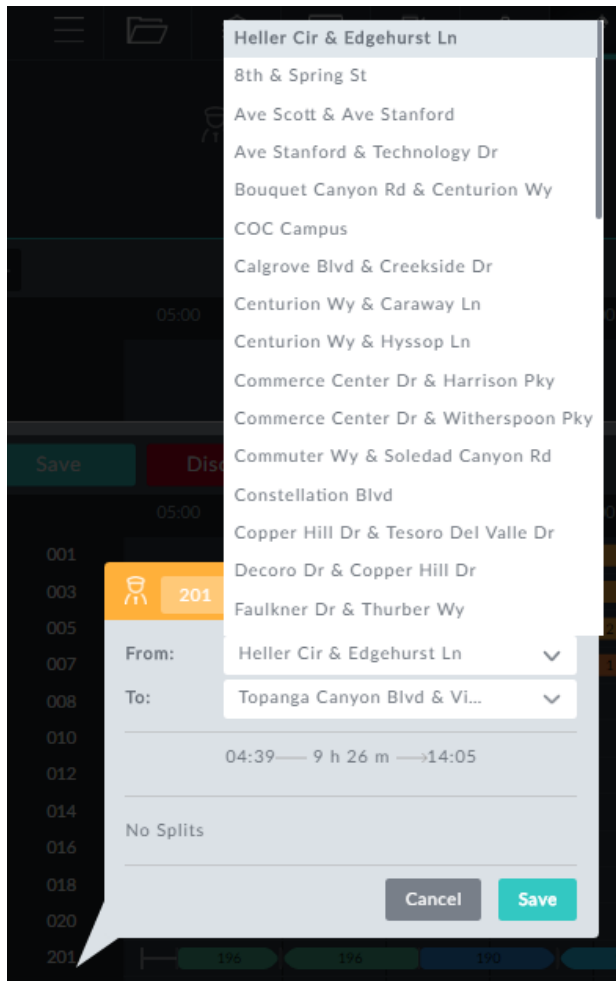 Heller Cir & Edgehurst Ln
8th & Spring St
Ave Scott & Ave Stanford
Ave Stanford & Technology Dr
Bouquet Canyon Rd & Centurion Wy
COC Campus
Calgrove Blvd & Creekside Dr
Centurion Wy & Caraway Ln
05:00
Centurion Wy & Hyssop Ln
Commerce Center Dr & Harrison Pky
Commerce Center Dr & Witherspoon Pky
Save
Disc
Commuter Wy & Soledad Canyon Rd
Constellation Blvd
05:00
Copper Hill Dr & Tesoro Del Valle Dr
001
Decoro Dr & Copper Hill Dr
003
201
Faulkner Dr & Thurber Wy
005
From:
Heller Cir & Edgehurst Ln
007
To:
Topanga Canyon Blvd & Vi...
008
010
04:39 9 h 26 m 14:05
012
014
No Splits
016
018
Cancel
Save
020
201
196
196
190